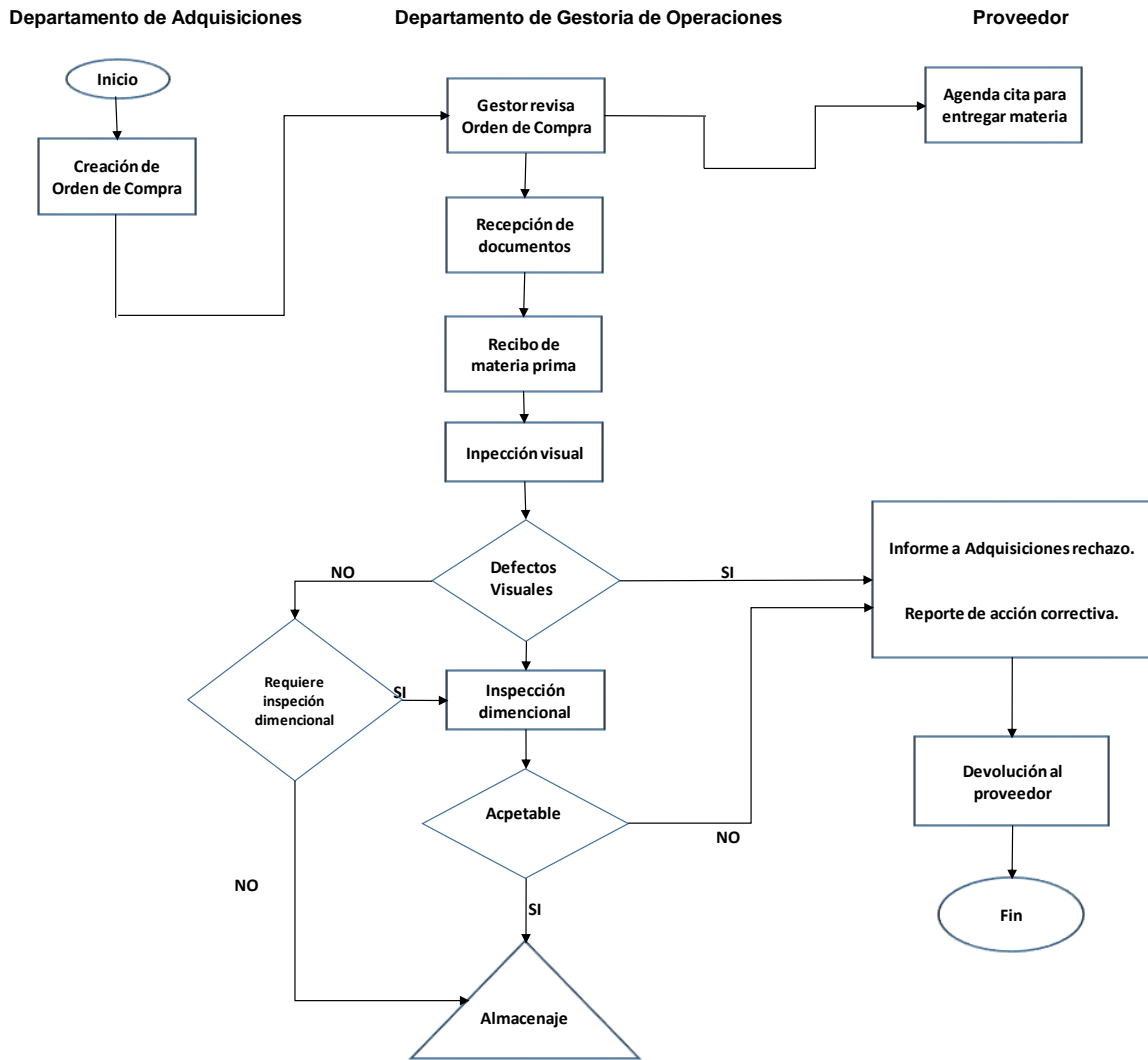 Departamento de Adquisiciones
Departamento de Gestoria de Operaciones
Proveedor
Inicio
Gestor revisa
Orden de Compra
Agenda cita para
entregar materia
Creación de
Orden de Compra
Recepción de
documentos
Recibo de
materia prima
Inpección visual
Defectos
Visuales
NO
SI
Informe a Adquisiciones rechazo.
Reporte de acción correctiva.
Requiere
inspeción
dimencional
SI
Inspección
dimencional
Devolución al
proveedor
Acpetable
NO
NO
SI
Fin
Almacenaje